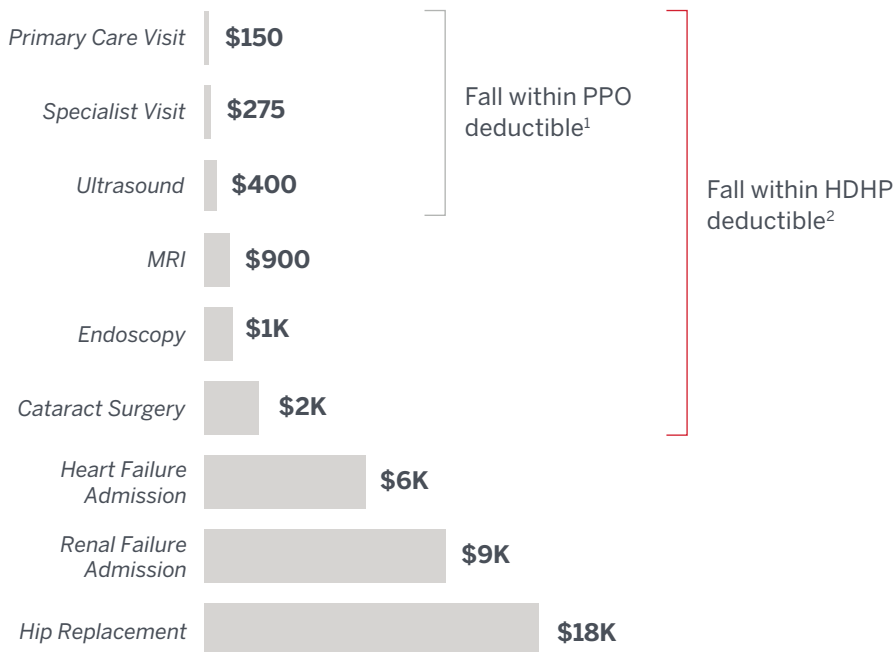 Primary Care Visit $150
Specialist Visit $275
Fall within PPO
deductible¹
Ultrasound $400
Fall within HDHP
deductible²
MRI $900
Endoscopy $1K
Cataract Surgery $2K
Heart Failure
Admission
$6K
Renal Failure
Admission
$9K
Hip Replacement $18K